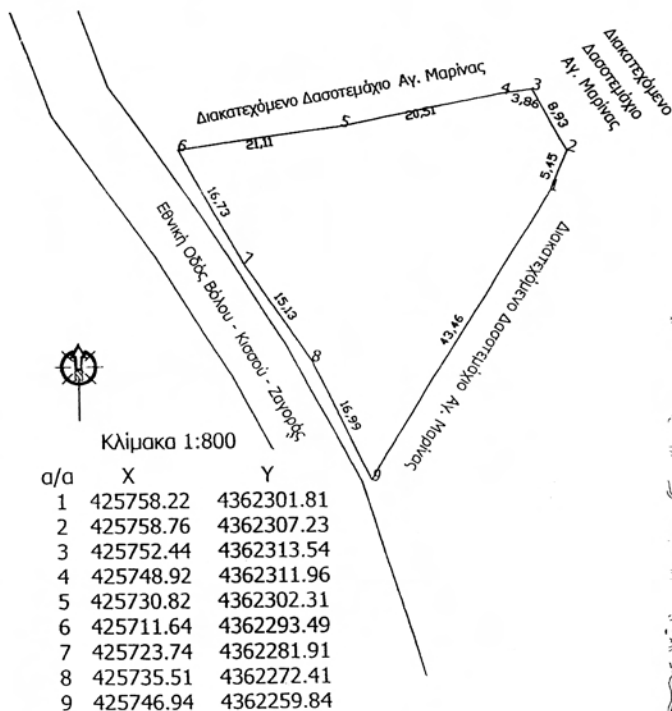 Διακατεχόμενο Δασοτεμάχιο Αγ. Μαρίνας
Διακατεχόμενο
Δασοτεμάχιο
Αγ. Μαρίνας
4
3
3,86
8,93
20,51
5
2
6
21,11
5,45
1
16,73
Εθνική Οδός Βόλου - Κισσού - Ζαγοράς
7
Διακατεχόμενο Δασοτεμάχιο Αγ. Μαρίνας
15,13
43,46
8
16,99
9
Κλίμακα 1:800
α/α X Y
1 425758.22 4362301.81
2 425758.76 4362307.23
3 425752.44 4362313.54
4 425748.92 4362311.96
5 425730.82 4362302.31
6 425711.64 4362293.49
7 425723.74 4362281.91
8 425735.51 4362272.41
9 425746.94 4362259.84